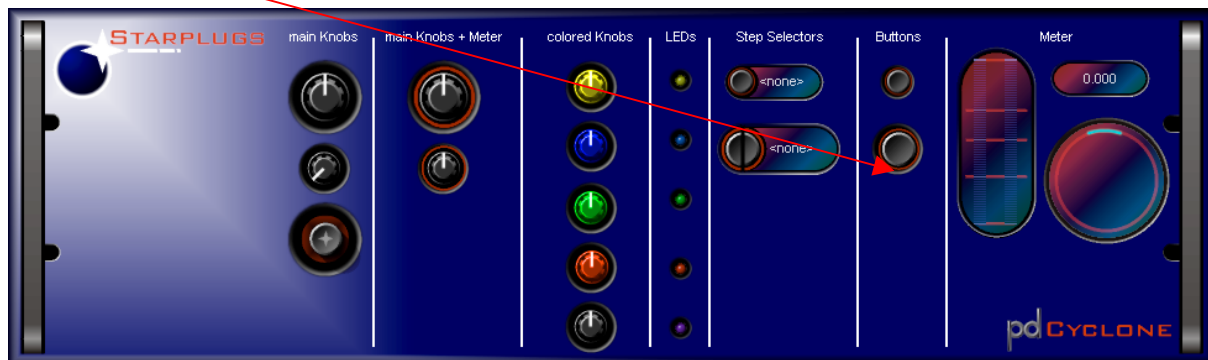 STARPLUGS
main Knobs
main Knobs + Meter
colored Knobs
LEDs
Step Selectors
Buttons
Meter
<none>
0.000
<none>
pd CYCLONE